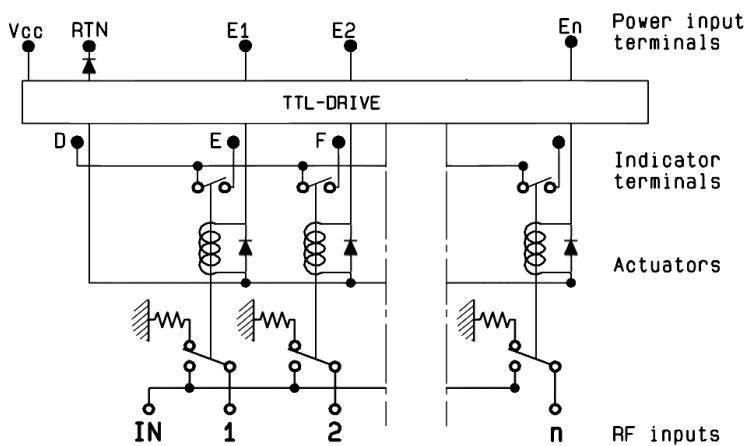 Vcc RTN E1 E2 En Power input
terminals
TTL-DRIVE
D E F Indicator
terminals
Actuators
IN 1 2 n RF inputs